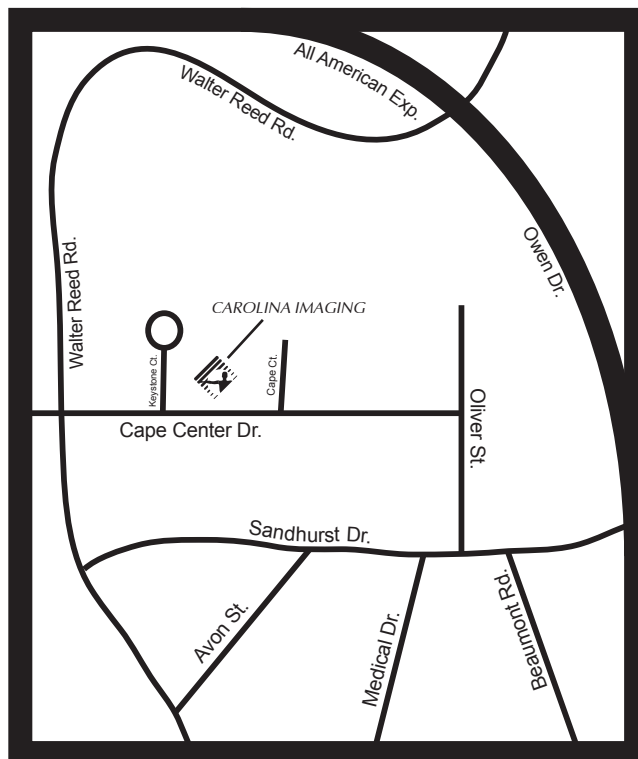 All American Exp.
Walter Reed Rd.
Owen Dr.
Walter Reed Rd.
CAROLINA IMAGING
Keystone Ct.
Cape Ct.
Cape Center Dr.
Oliver St.
Sandhurst Dr.
Avon St.
Medical Dr.
Beaumont Rd.